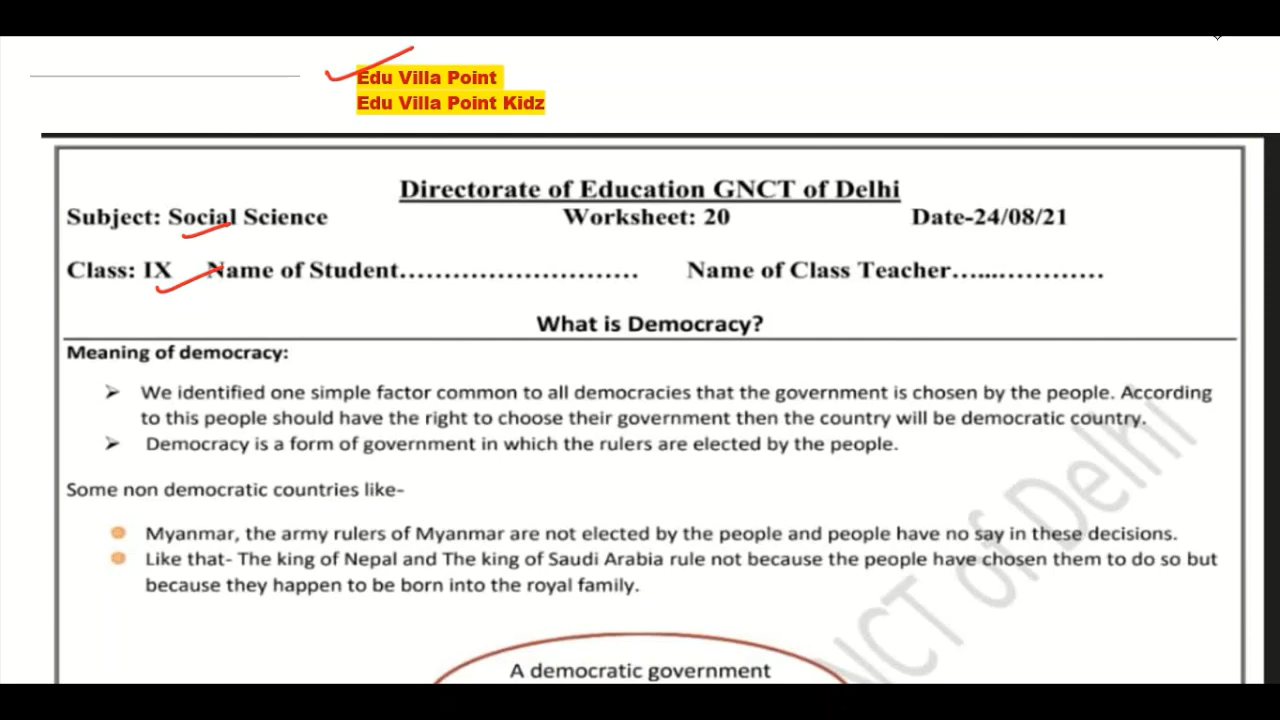 Edu Villa Point
Edu Villa Point Kidz
Directorate of Education GNCT of Delhi
Subject: Social Science Worksheet: 20 Date-24/08/21
Class: IX Name of Student.......................... Name of Class Teacher..................
What is Democracy?
Meaning of democracy:
We identified one simple factor common to all democracies that the government is chosen by the people. According
to this people should have the right to choose their government then the country will be democratic country.
Democracy is a form of government in which the rulers are elected by the people.
Some non democratic countries like-
Myanmar, the army rulers of Myanmar are not elected by the people and people have no say in these decisions.
Like that- The king of Nepal and The king of Saudi Arabia rule not because the people have chosen them to do so but
because they happen to be born into the royal family.
A democratic government
NCT of Delhi